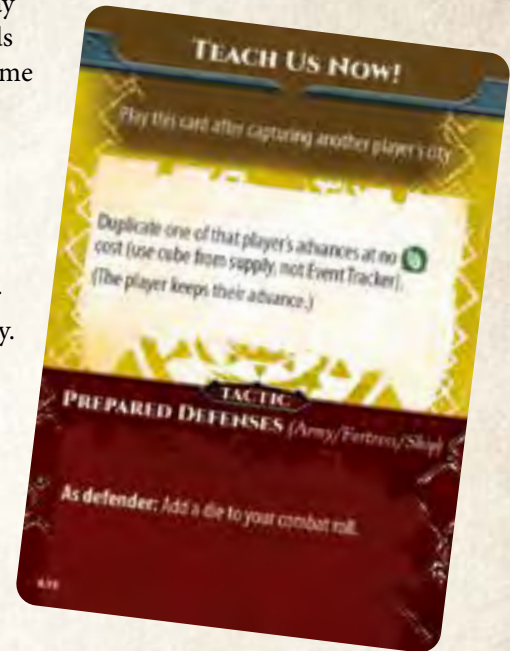 TEACH US NOW!
Play this card after capturing another player's city
Duplicate one of that player's advances at no
cost (use cube from supply, not Event Tracker).
(The player keeps their advance.)
TACTIC
PREPARED DEFENSES (Army/Fortress/Ship)
As defender: Add a die to your combat roll.